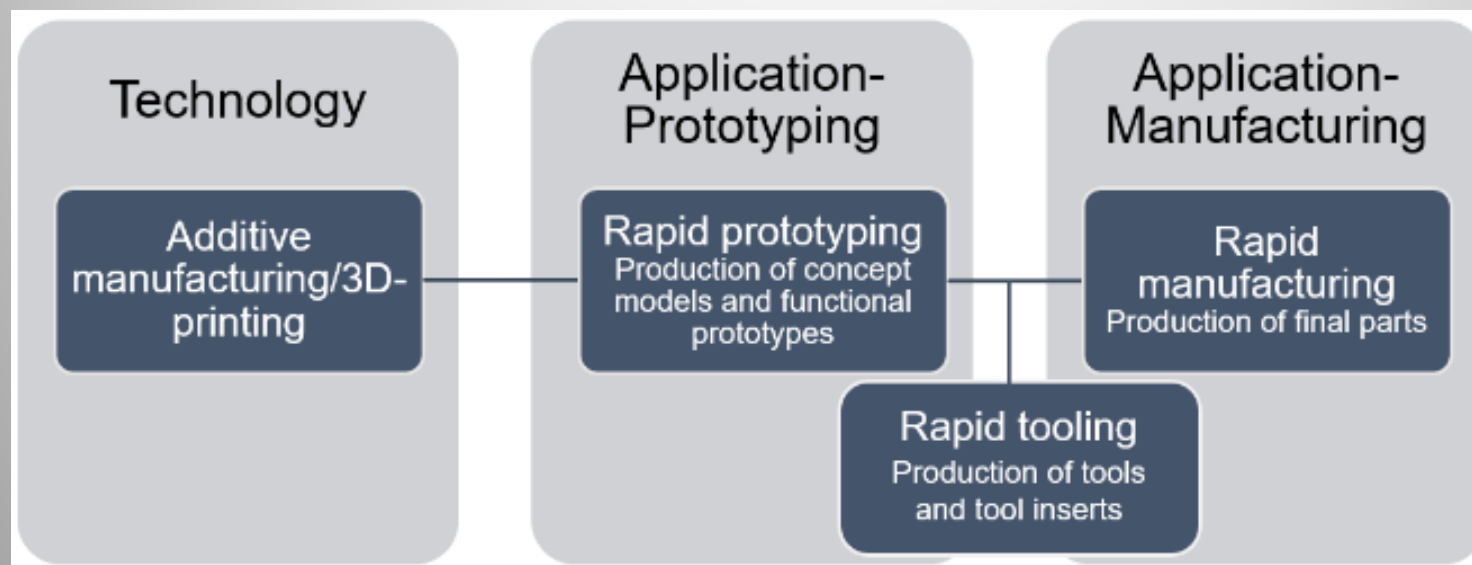 Technology
Additive
manufacturing/3D-
printing
Application-
Prototyping
Rapid prototyping
Production of concept
models and functional
prototypes
Application-
Manufacturing
Rapid
manufacturing
Production of final parts
Rapid tooling
Production of tools
and tool inserts